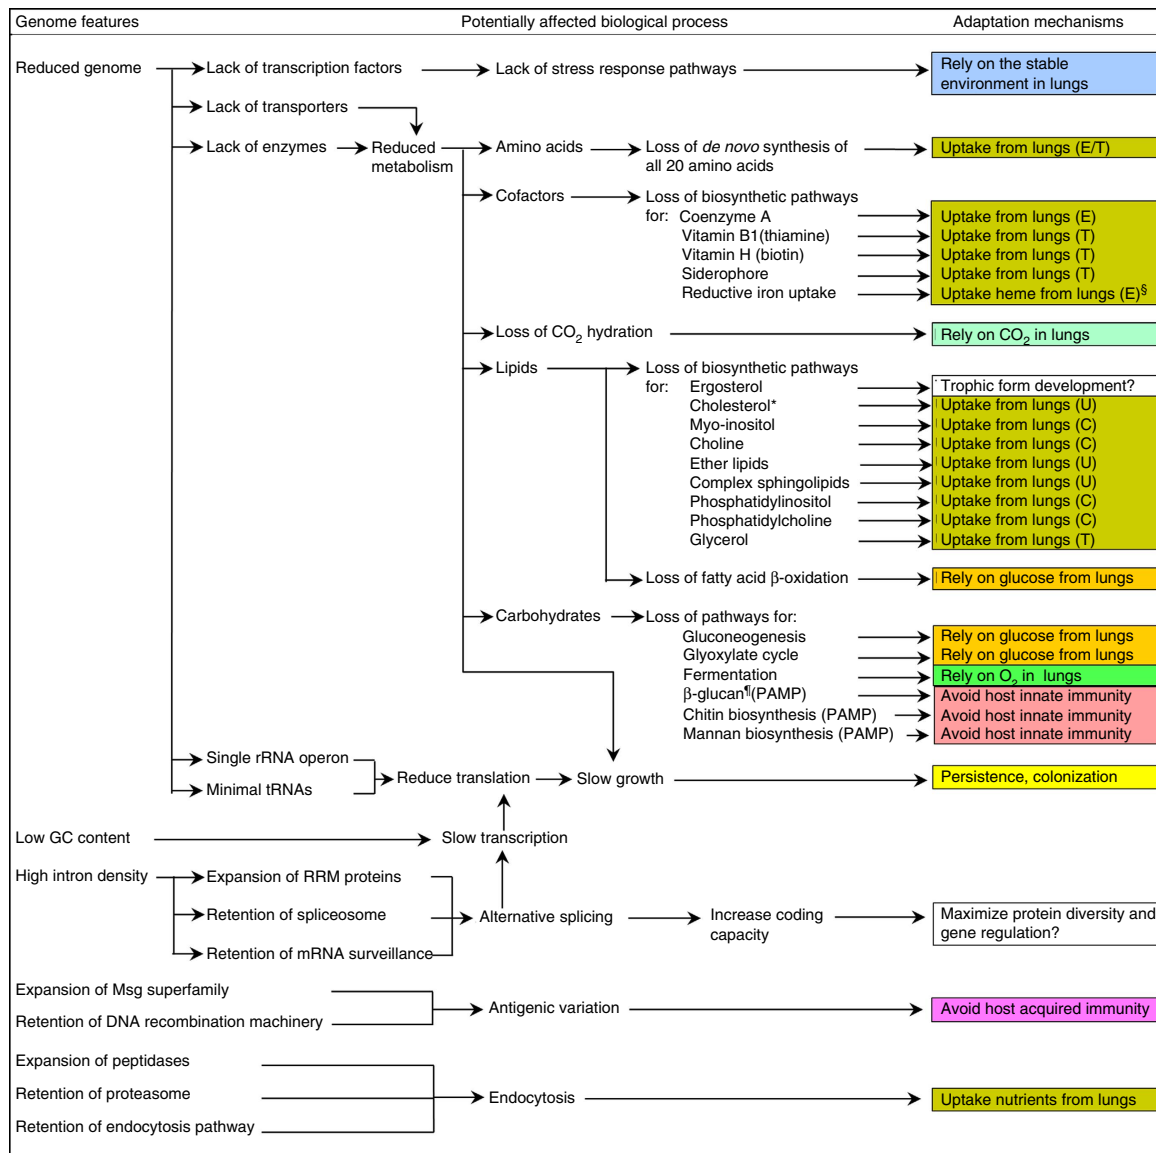 Genome features Potentially affected biological process Adaptation mechanisms
Reduced genome Lack of transcription factors Lack of stress response pathways Rely on the stable
environment in lungs
Lack of transporters
Lack of enzymes Reduced
metabolism Amino acids Loss of de novo synthesis of
all 20 amino acids Uptake from lungs (E/T)
Cofactors Loss of biosynthetic pathways
for: Coenzyme A Uptake from lungs (E)
Vitamin B1(thiamine) Uptake from lungs (T)
Vitamin H (biotin) Uptake from lungs (T)
Siderophore Uptake from lungs (T)
Reductive iron uptake Uptake heme from lungs (E)§
Loss of CO2 hydration Rely on CO2 in lungs
Lipids Loss of biosynthetic pathways
for: Ergosterol Trophic form development?
Cholesterol* Uptake from lungs (U)
Myo-inositol Uptake from lungs (C)
Choline Uptake from lungs (C)
Ether lipids Uptake from lungs (U)
Complex sphingolipids Uptake from lungs (U)
Phosphatidylinositol Uptake from lungs (C)
Phosphatidylcholine Uptake from lungs (C)
Glycerol Uptake from lungs (T)
Loss of fatty acid β-oxidation Rely on glucose from lungs
Carbohydrates Loss of pathways for:
Gluconeogenesis Rely on glucose from lungs
Glyoxylate cycle Rely on glucose from lungs
Fermentation Rely on O2 in lungs
β-glucan¶(PAMP) Avoid host innate immunity
Chitin biosynthesis (PAMP) Avoid host innate immunity
Mannan biosynthesis (PAMP) Avoid host innate immunity
Single rRNA operon
Minimal tRNAs Reduce translation Slow growth Persistence, colonization
Low GC content Slow transcription
High intron density Expansion of RRM proteins
Retention of spliceosome Alternative splicing Increase coding
capacity Maximize protein diversity and
gene regulation?
Retention of mRNA surveillance
Expansion of Msg superfamily
Retention of DNA recombination machinery Antigenic variation Avoid host acquired immunity
Expansion of peptidases
Retention of proteasome Endocytosis Uptake nutrients from lungs
Retention of endocytosis pathway